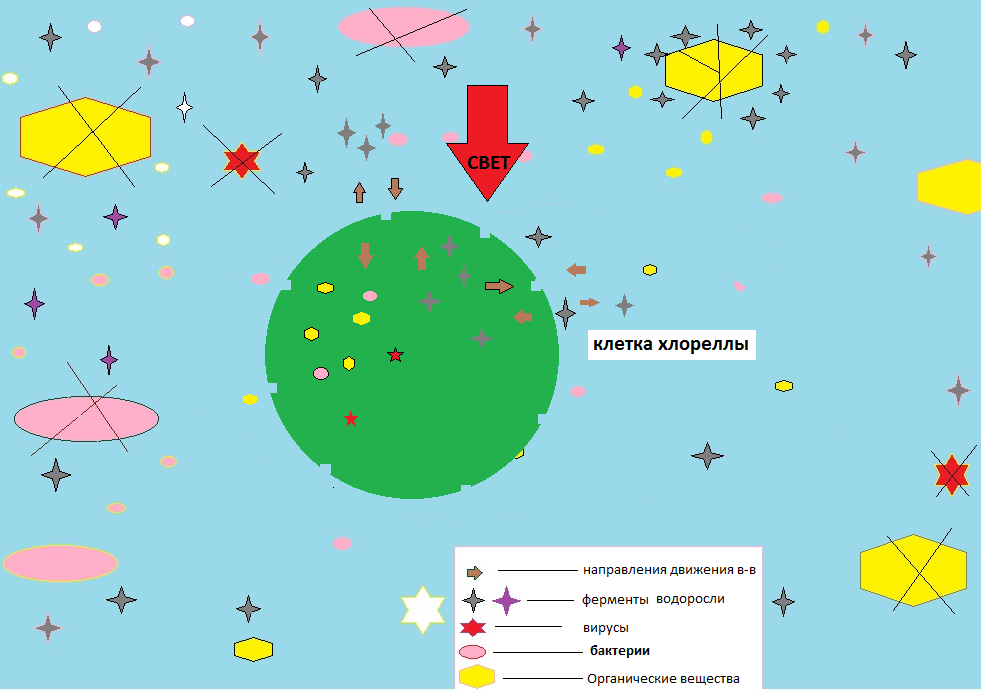 СВЕТ
клетка хлореллы
направления движения в-в
ферменты водоросли
вирусы
бактерии
Органические вещества